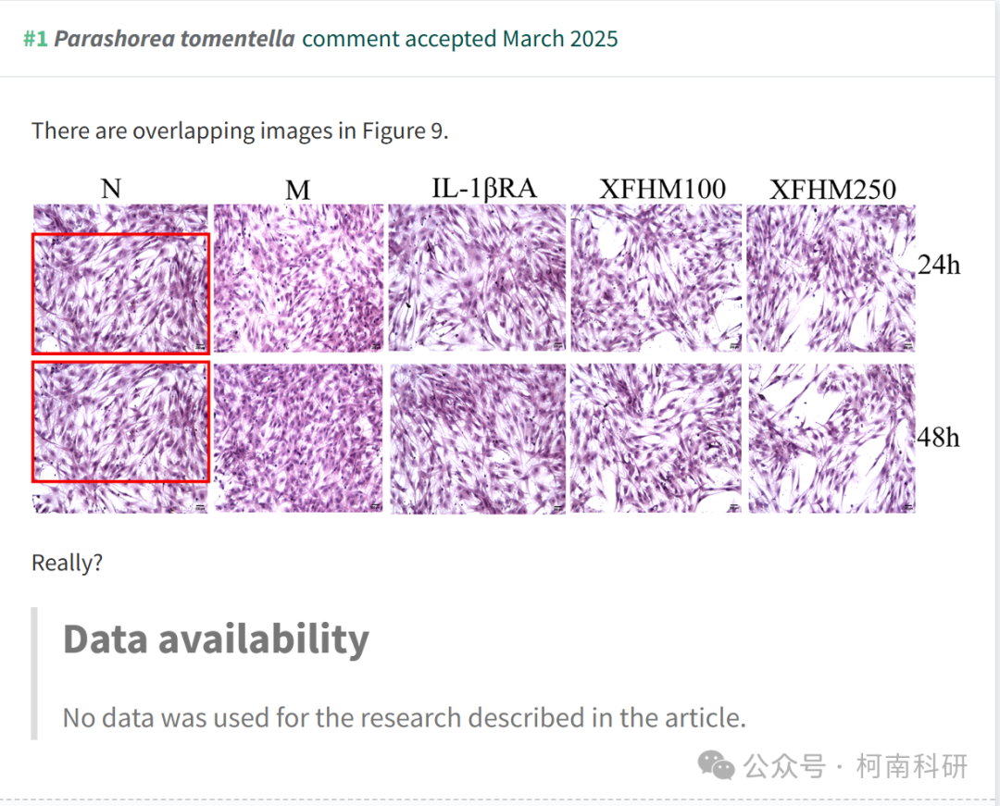 #1 Parashorea tomentella comment accepted March 2025
There are overlapping images in Figure 9.
N M IL-1βRA XFHM100 XFHM250
24h
48h
Really?
Data availability
No data was used for the research described in the article.
公众号 · 柯南科研